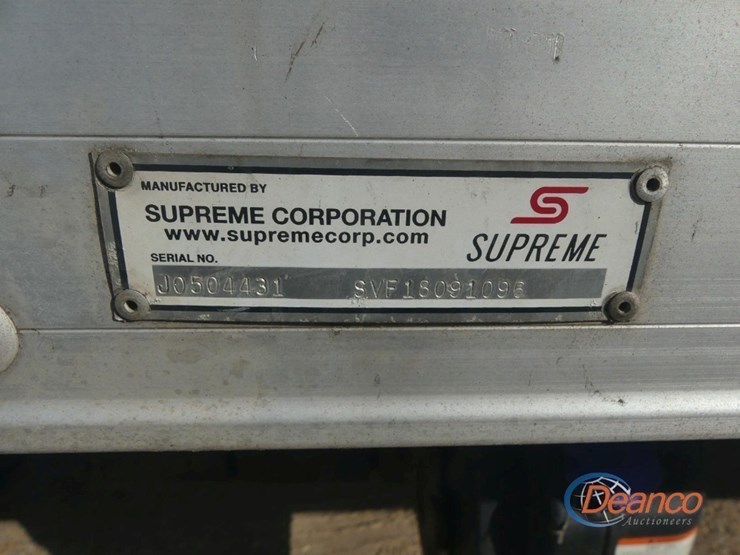 MANUFACTURED BY
SUPREME CORPORATION
www.supremecorp.com
SERIAL NO.
SUPREME
J0504431 SVF16091096
Deanco
Auctioneers